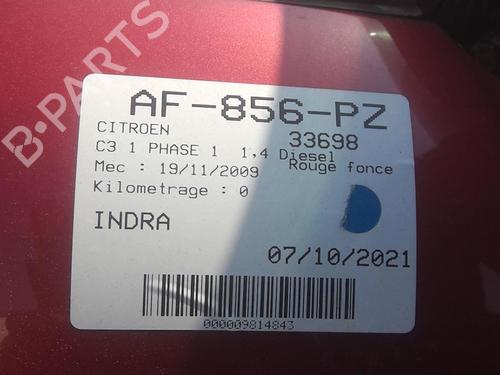 B-PARTS
AF-856-PZ
CITROEN 33698
C3 1 PHASE 1 1,4 Diesel
Mec : 19/11/2009 Rouge fonce
Kilometrage : 0
INDRA
07/10/2021
000009814843